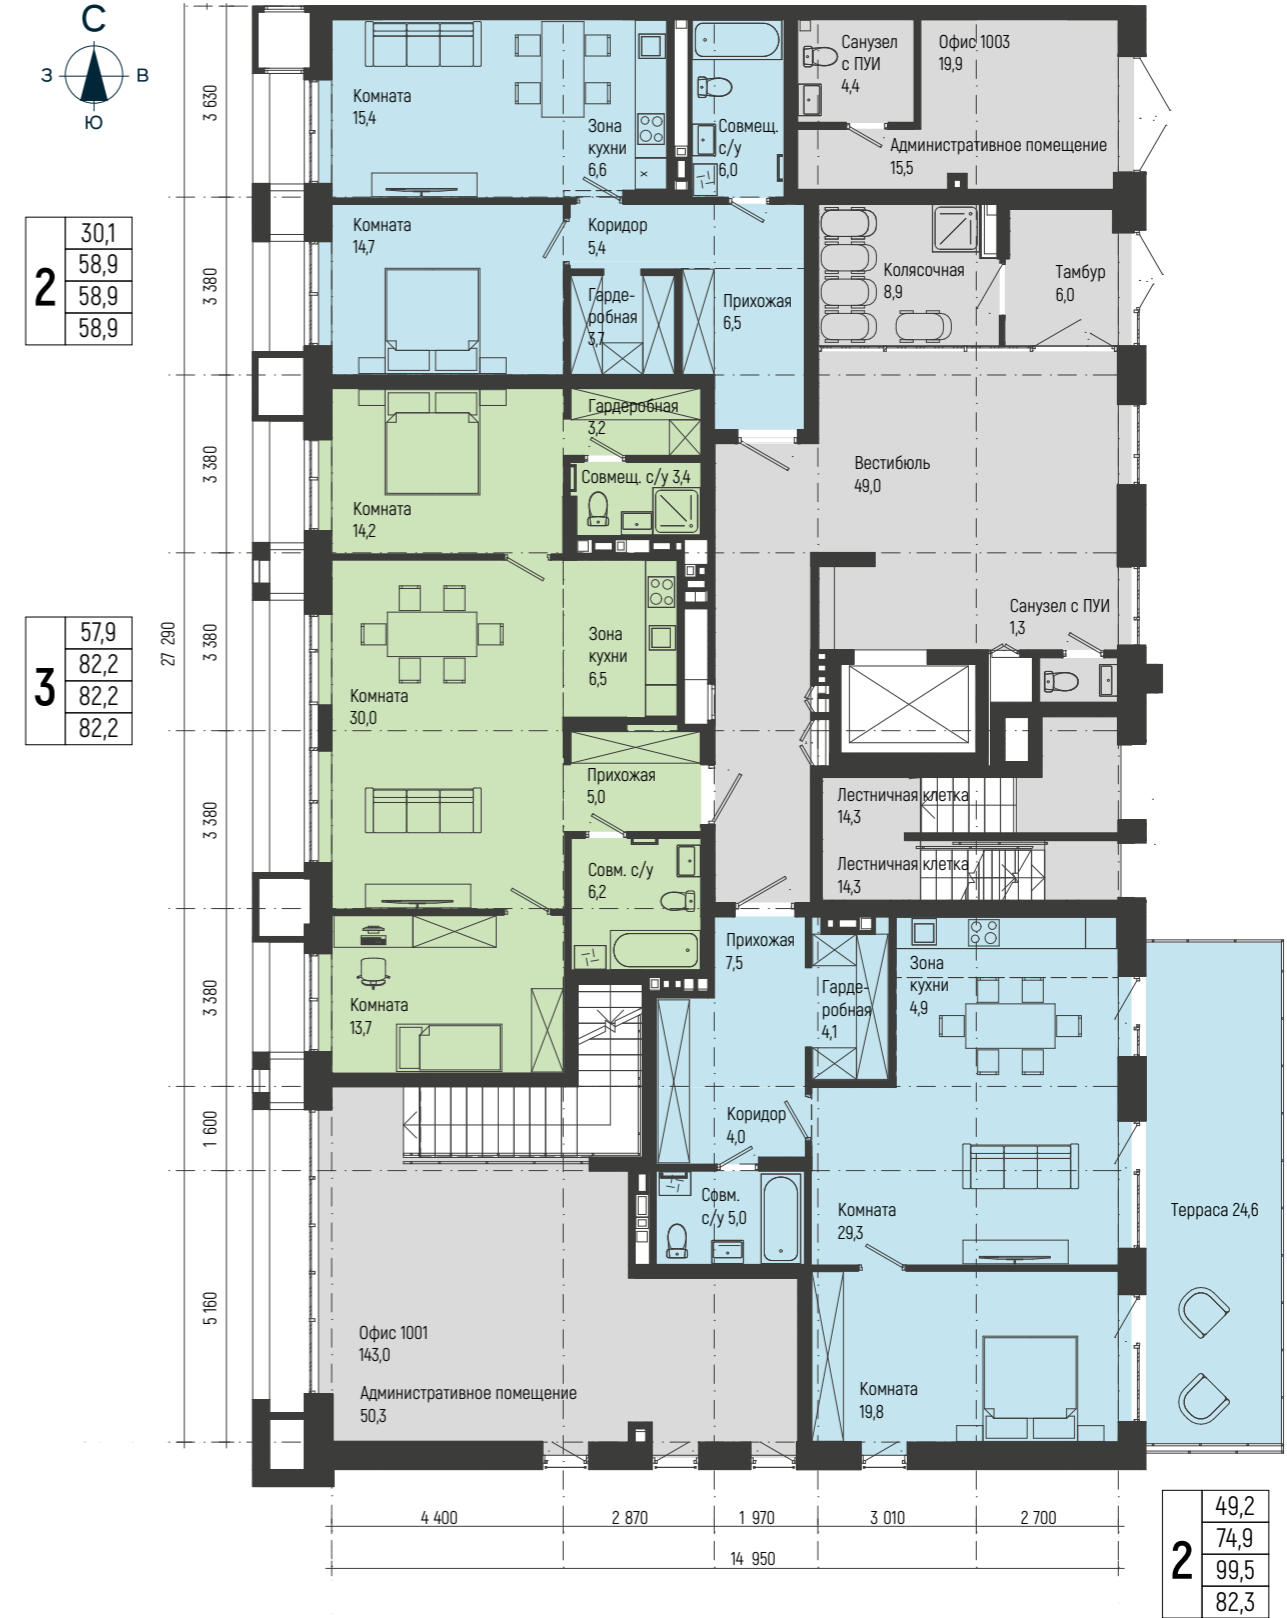 С
З
В
Ю
3 630
3 380
3 380
3 380
3 380
3 380
1 600
5 160
27 290
2
30,1
58,9
58,9
58,9
3
57,9
82,2
82,2
82,2
Комната
15,4
Зона
кухни
6,6
Совмещ.
с/у
6,0
Санузел
с ПУИ
4,4
Офис 1003
19,9
Административное помещение
15,5
Комната
14,7
Коридор
5,4
Гарде-
робная
3,7
Прихожая
6,5
Колясочная
8,9
Тамбур
6,0
Гардеробная
3,2
Совмещ. с/у 3,4
Комната
14,2
Вестибюль
49,0
Санузел с ПУИ
1,3
Зона
кухни
6,5
Комната
30,0
Прихожая
5,0
Лестничная клетка
14,3
Лестничная клетка
14,3
Совм. с/у
6,2
Комната
13,7
Прихожая
7,5
Гарде-
робная
4,1
Зона
кухни
4,9
Коридор
4,0
Совм.
с/у 5,0
Комната
29,3
Терраса 24,6
Офис 1001
143,0
Административное помещение
50,3
Комната
19,8
4 400
2 870
1 970
3 010
2 700
14 950
2
49,2
74,9
99,5
82,3